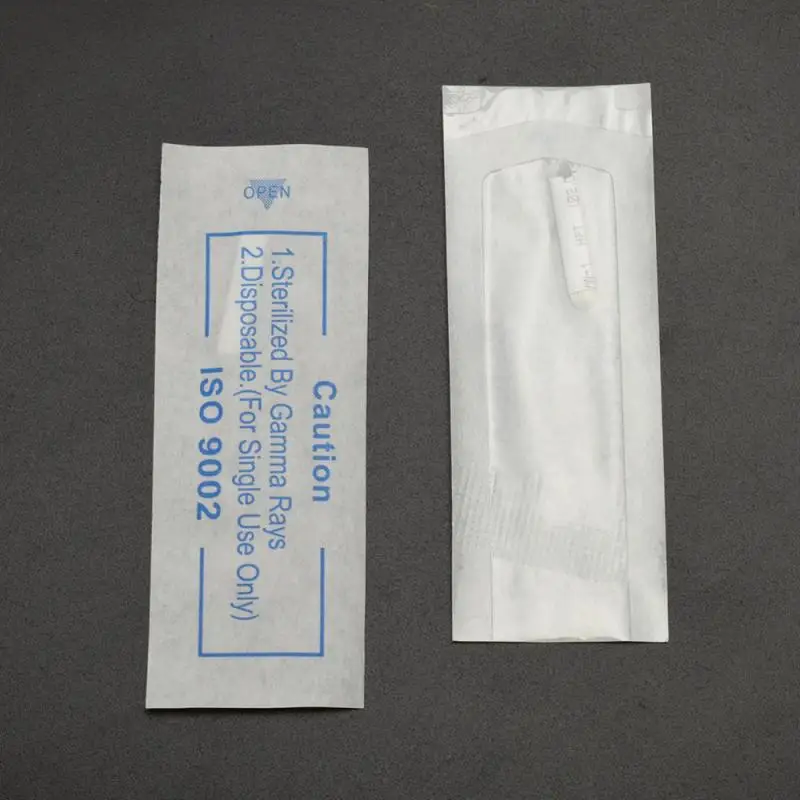 OPEN
Caution
1.Sterilized By Gamma Rays
2.Disposable.(For Single Use Only)
ISO 9002